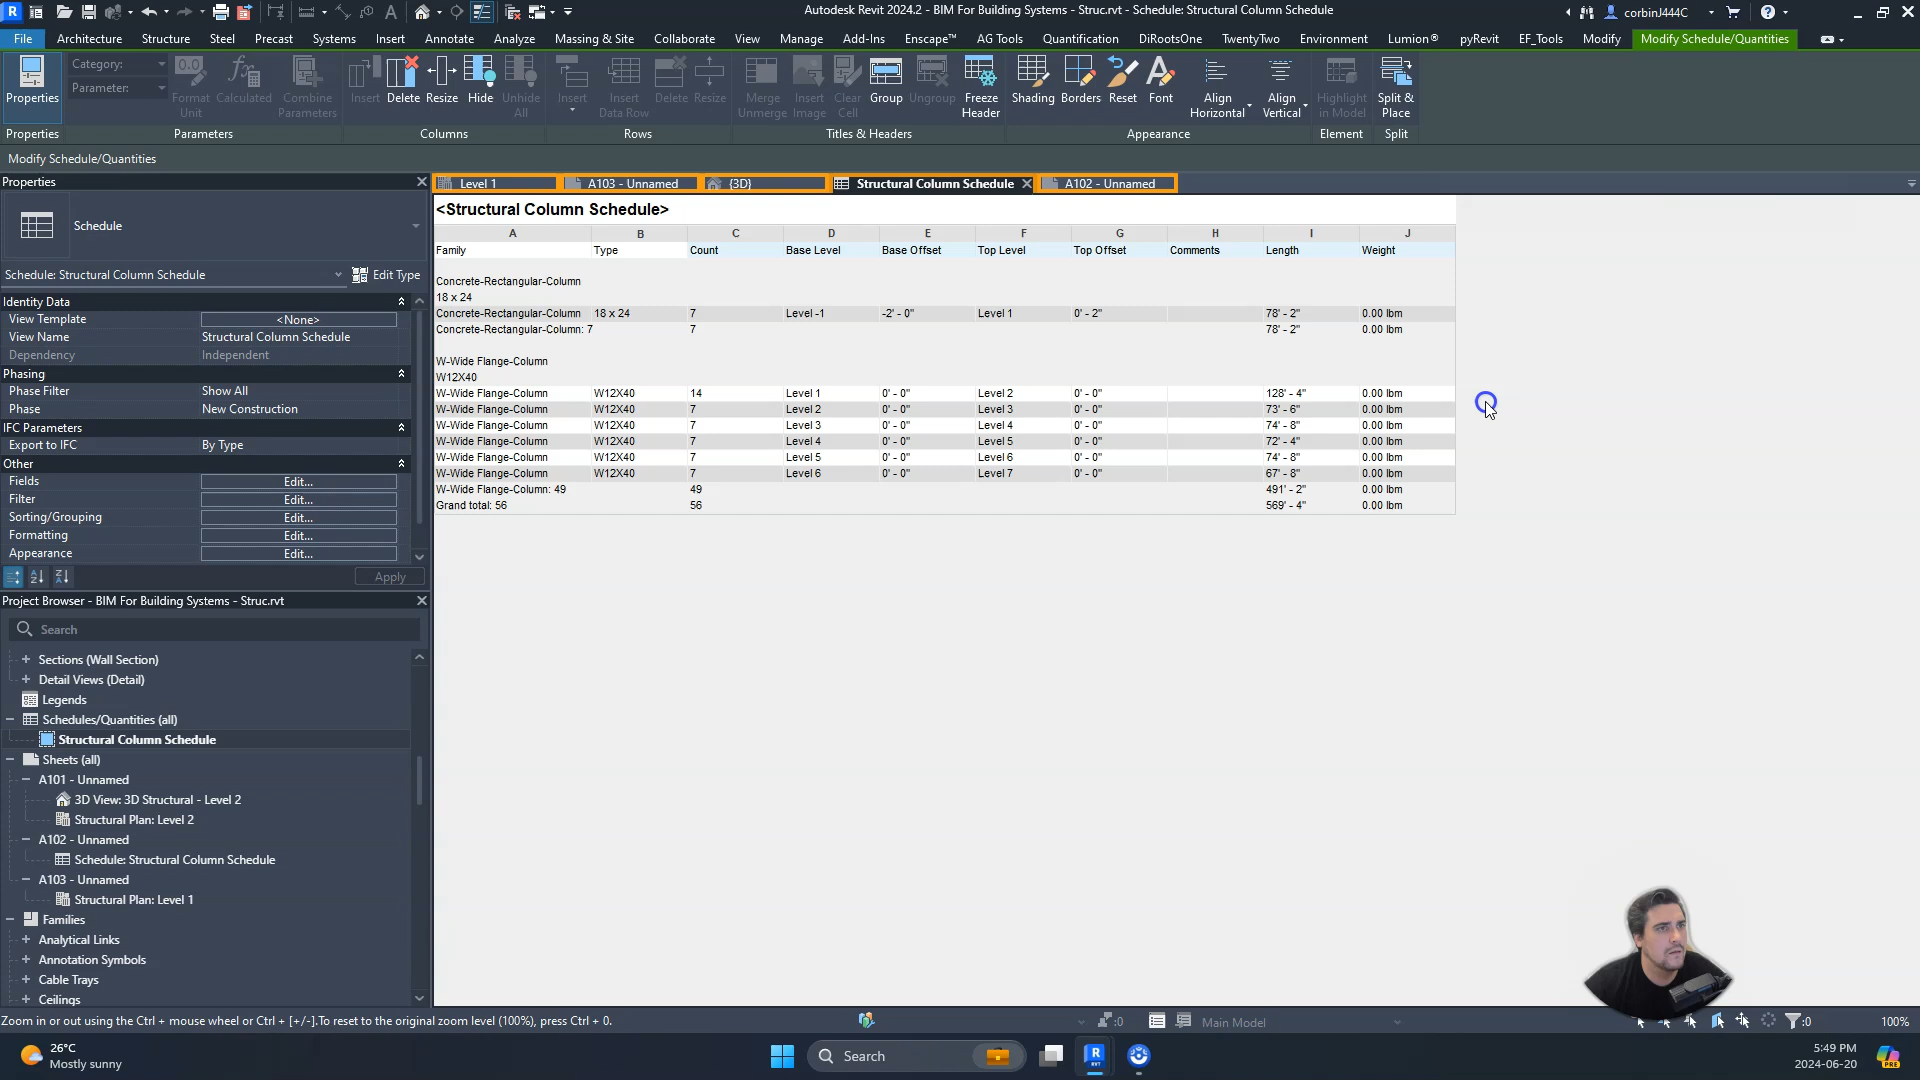 Autodesk Revit 2024.2 - BIM For Building Systems - Struc.rvt - Schedule: Structural Column Schedule
corbinJ444C
File Architecture Structure Steel Precast Systems Insert Annotate Analyze Massing & Site Collaborate View Manage Add-Ins Enscape™ AG Tools Quantification DiRootsOne TwentyTwo Environment Lumion® pyRevit EF_Tools Modify Modify Schedule/Quantities
Category:
Parameter:
Properties Format Unit Calculated Combine Parameters Insert Delete Resize Hide Unhide All Insert Insert Data Row Delete Resize Merge Unmerge Insert Image Clear Cell Group Ungroup Freeze Header Shading Borders Reset Font Align Horizontal Align Vertical Highlight in Model Split & Place
Properties Parameters Columns Rows Titles & Headers Appearance Element Split
Modify Schedule/Quantities
Properties
Schedule
Schedule: Structural Column Schedule Edit Type
Identity Data
View Template <None>
View Name Structural Column Schedule
Dependency Independent
Phasing
Phase Filter Show All
Phase New Construction
IFC Parameters
Export to IFC By Type
Other
Fields Edit...
Filter Edit...
Sorting/Grouping Edit...
Formatting Edit...
Appearance Edit...
Apply
Project Browser - BIM For Building Systems - Struc.rvt
Search
Sections (Wall Section)
Detail Views (Detail)
Legends
Schedules/Quantities (all)
Structural Column Schedule
Sheets (all)
A101 - Unnamed
3D View: 3D Structural - Level 2
Structural Plan: Level 2
A102 - Unnamed
Schedule: Structural Column Schedule
A103 - Unnamed
Structural Plan: Level 1
Families
Analytical Links
Annotation Symbols
Cable Trays
Ceilings
Level 1 A103 - Unnamed {3D} Structural Column Schedule A102 - Unnamed
<Structural Column Schedule>
A B C D E F G H I J
Family Type Count Base Level Base Offset Top Level Top Offset Comments Length Weight
Concrete-Rectangular-Column
18 x 24
Concrete-Rectangular-Column 18 x 24 7 Level -1 -2' - 0" Level 1 0' - 2" 78' - 2" 0.00 lbm
Concrete-Rectangular-Column: 7 7 78' - 2" 0.00 lbm
W-Wide Flange-Column
W12X40
W-Wide Flange-Column W12X40 14 Level 1 0' - 0" Level 2 0' - 0" 128' - 4" 0.00 lbm
W-Wide Flange-Column W12X40 7 Level 2 0' - 0" Level 3 0' - 0" 73' - 6" 0.00 lbm
W-Wide Flange-Column W12X40 7 Level 3 0' - 0" Level 4 0' - 0" 74' - 8" 0.00 lbm
W-Wide Flange-Column W12X40 7 Level 4 0' - 0" Level 5 0' - 0" 72' - 4" 0.00 lbm
W-Wide Flange-Column W12X40 7 Level 5 0' - 0" Level 6 0' - 0" 74' - 8" 0.00 lbm
W-Wide Flange-Column W12X40 7 Level 6 0' - 0" Level 7 0' - 0" 67' - 8" 0.00 lbm
W-Wide Flange-Column: 49 49 491' - 2" 0.00 lbm
Grand total: 56 56 569' - 4" 0.00 lbm
Zoom in or out using the Ctrl + mouse wheel or Ctrl + [+/-].To reset to the original zoom level (100%), press Ctrl + 0.
:0 Main Model :0 100%
26°C
Mostly sunny
Search
5:49 PM
2024-06-20